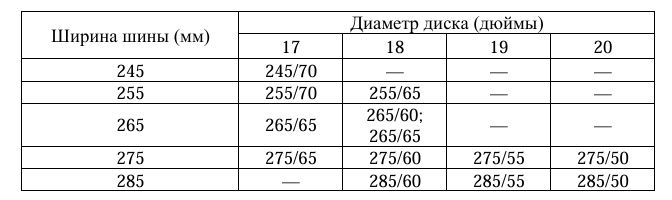 Ширина шины (мм) Диаметр диска (дюймы)
17 18 19 20
245 245/70 — — —
255 255/70 255/65 — —
265 265/65 265/60; — —
265/65
275 275/65 275/60 275/55 275/50
285 — 285/60 285/55 285/50